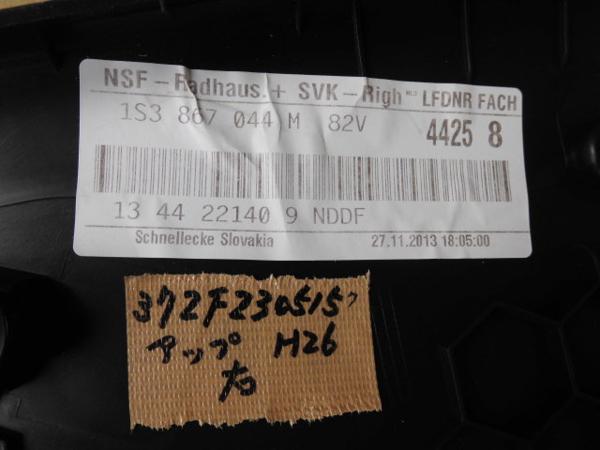 NSF - Radhaus. + SVK - Righ LFDNR FACH
1S3 867 044 M 82V 4425 8
13 44 22140 9 NDDF
Schnellecke Slovakia 27.11.2013 18:05:00
372F230515
アップ H26
右